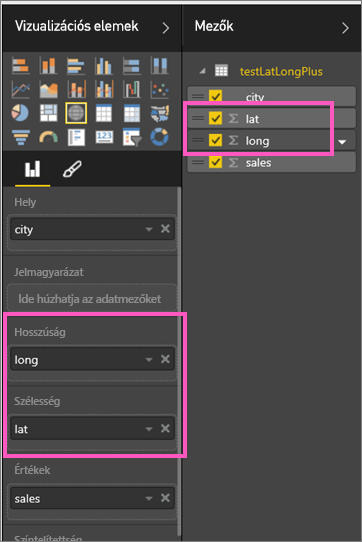 Vizualizációs elemek
Mezők
testLatLongPlus
city
lat
long
sales
Hely
city
Jelmagyarázat
Ide húzhatja az adatmezőket
Hosszúság
long
Szélesség
lat
Értékek
sales
Színtelítettség